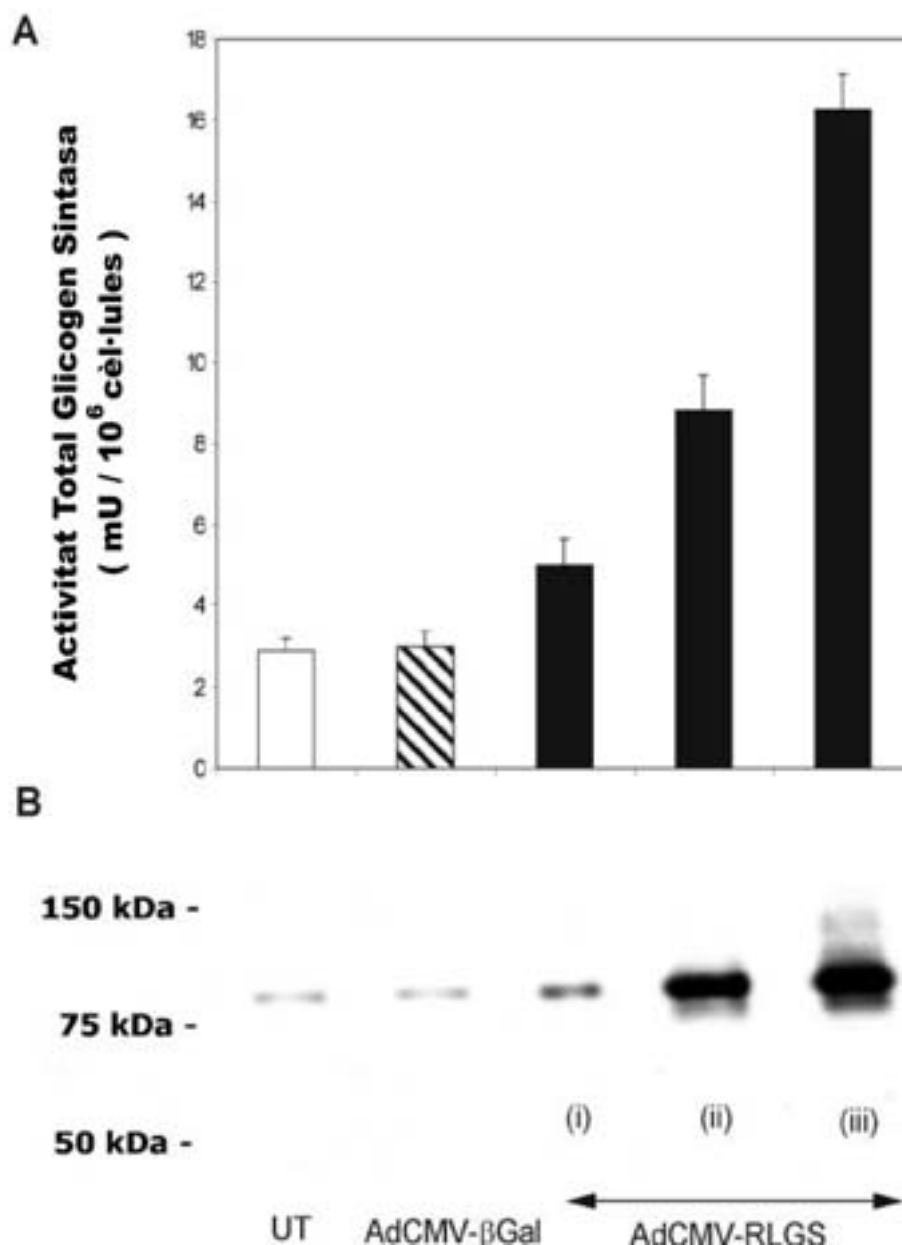 A
Activitat Total Glicogen Sintasa
( mU / 10⁶ cèl·lules )
18
16
14
12
10
8
6
4
2
0
B
150 kDa -
75 kDa -
50 kDa -
(i) (ii) (iii)
UT AdCMV-βGal AdCMV-RLGS